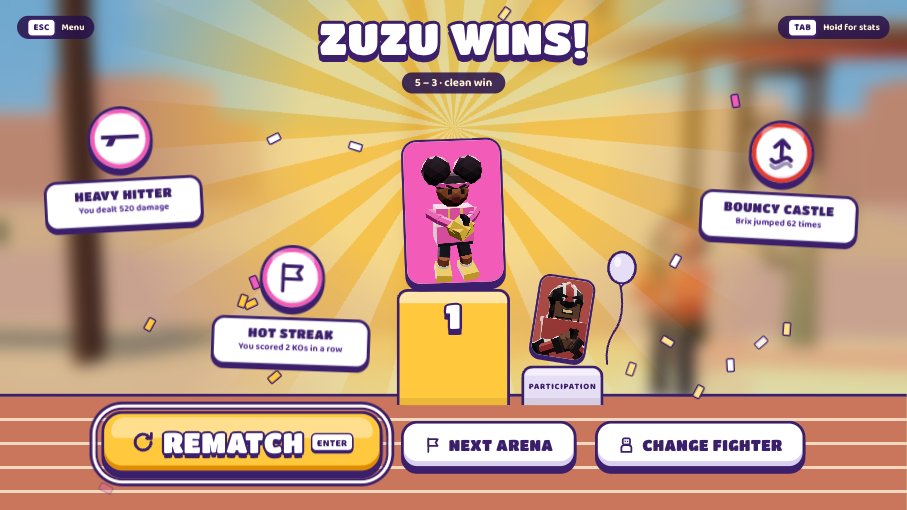 ESC Menu
ZUZU WINS!
TAB Hold for stats
5 – 3 · clean win
HEAVY HITTER
You dealt 520 damage
BOUNCY CASTLE
Brix jumped 62 times
HOT STREAK
You scored 2 KOs in a row
1
PARTICIPATION
REMATCH ENTER
NEXT ARENA
CHANGE FIGHTER